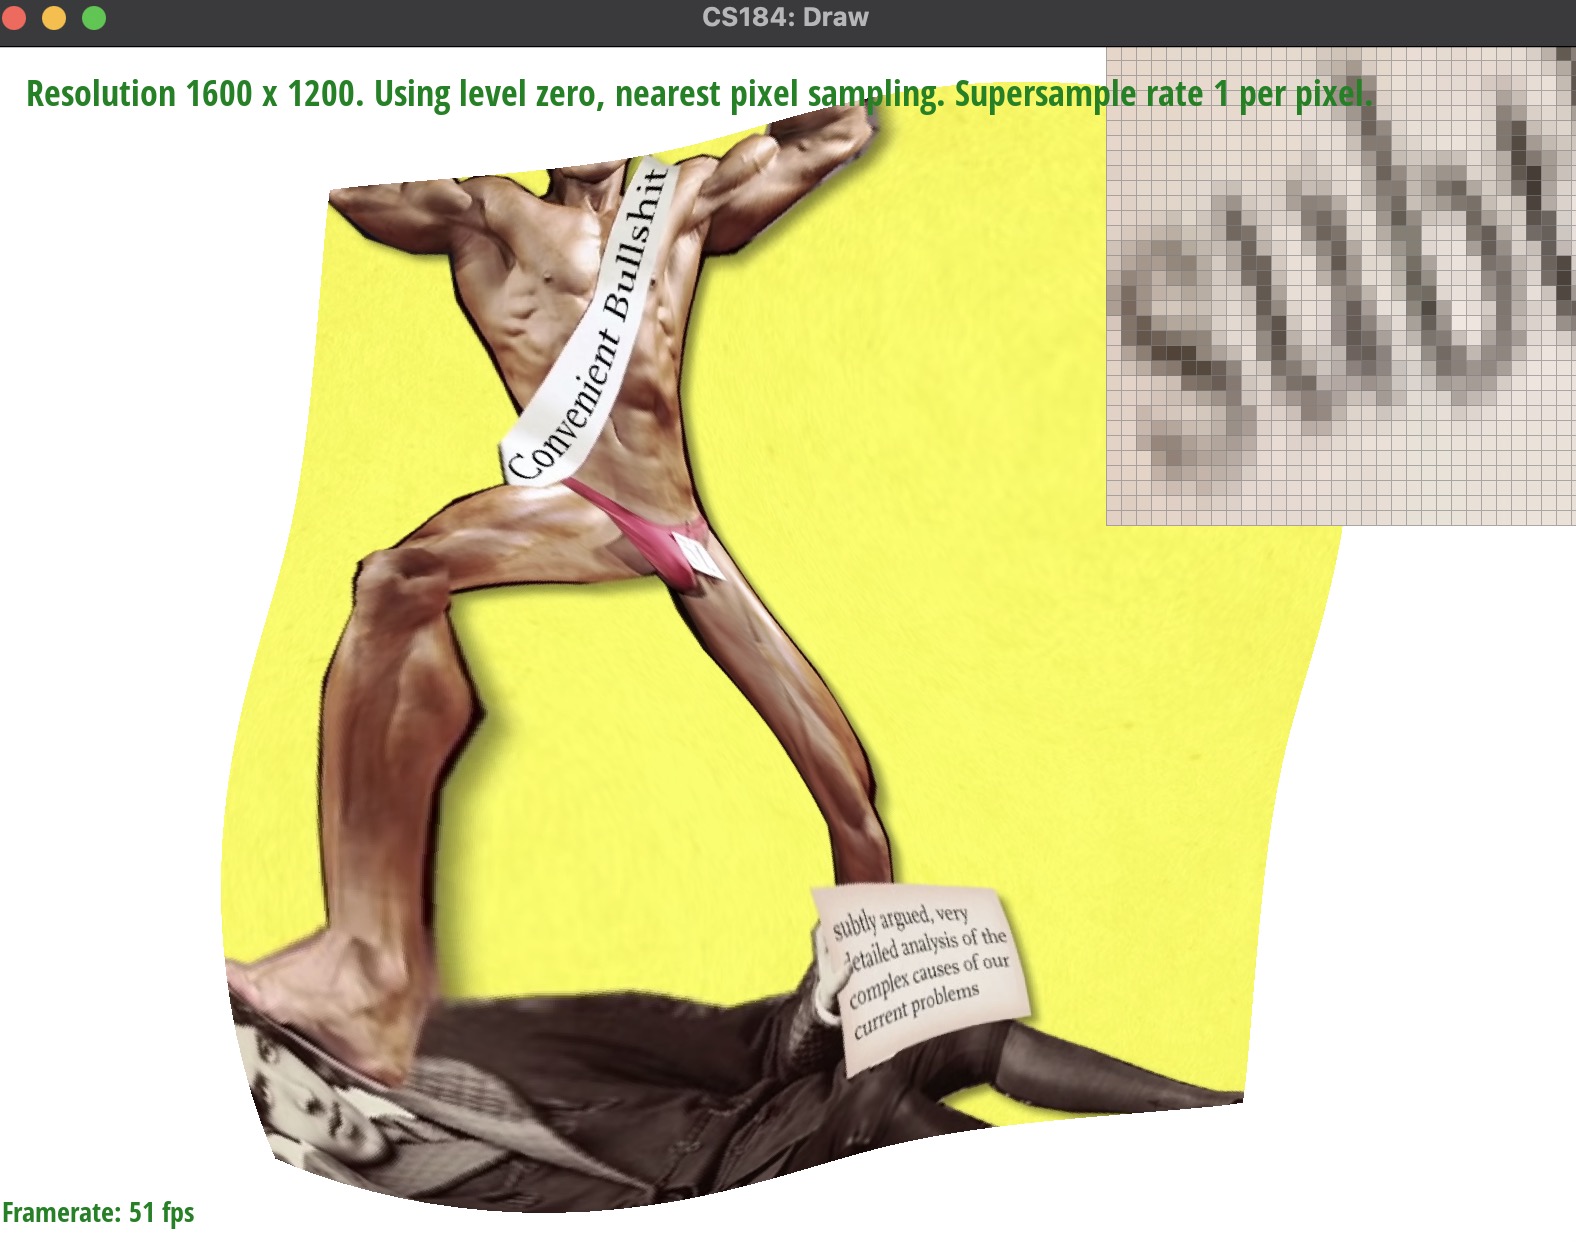 CS184: Draw
Resolution 1600 x 1200. Using level zero, nearest pixel sampling. Supersample rate 1 per pixel.
Convenient Bullshit
subtly argued, very
detailed analysis of the
complex causes of our
current problems
Framerate: 51 fps